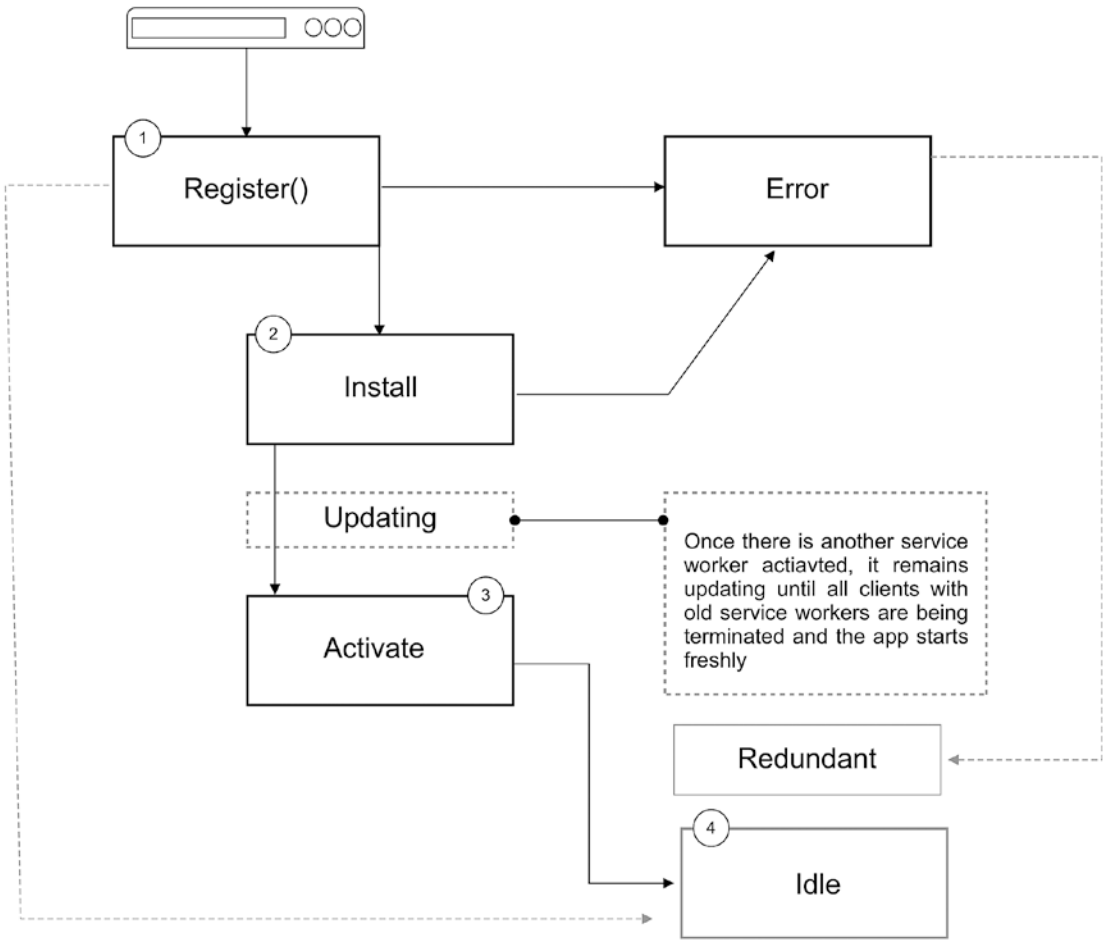 1
Register()
Error
2
Install
Updating
Once there is another service
worker actiavted, it remains
updating until all clients with
old service workers are being
terminated and the app starts
freshly
3
Activate
Redundant
4
Idle